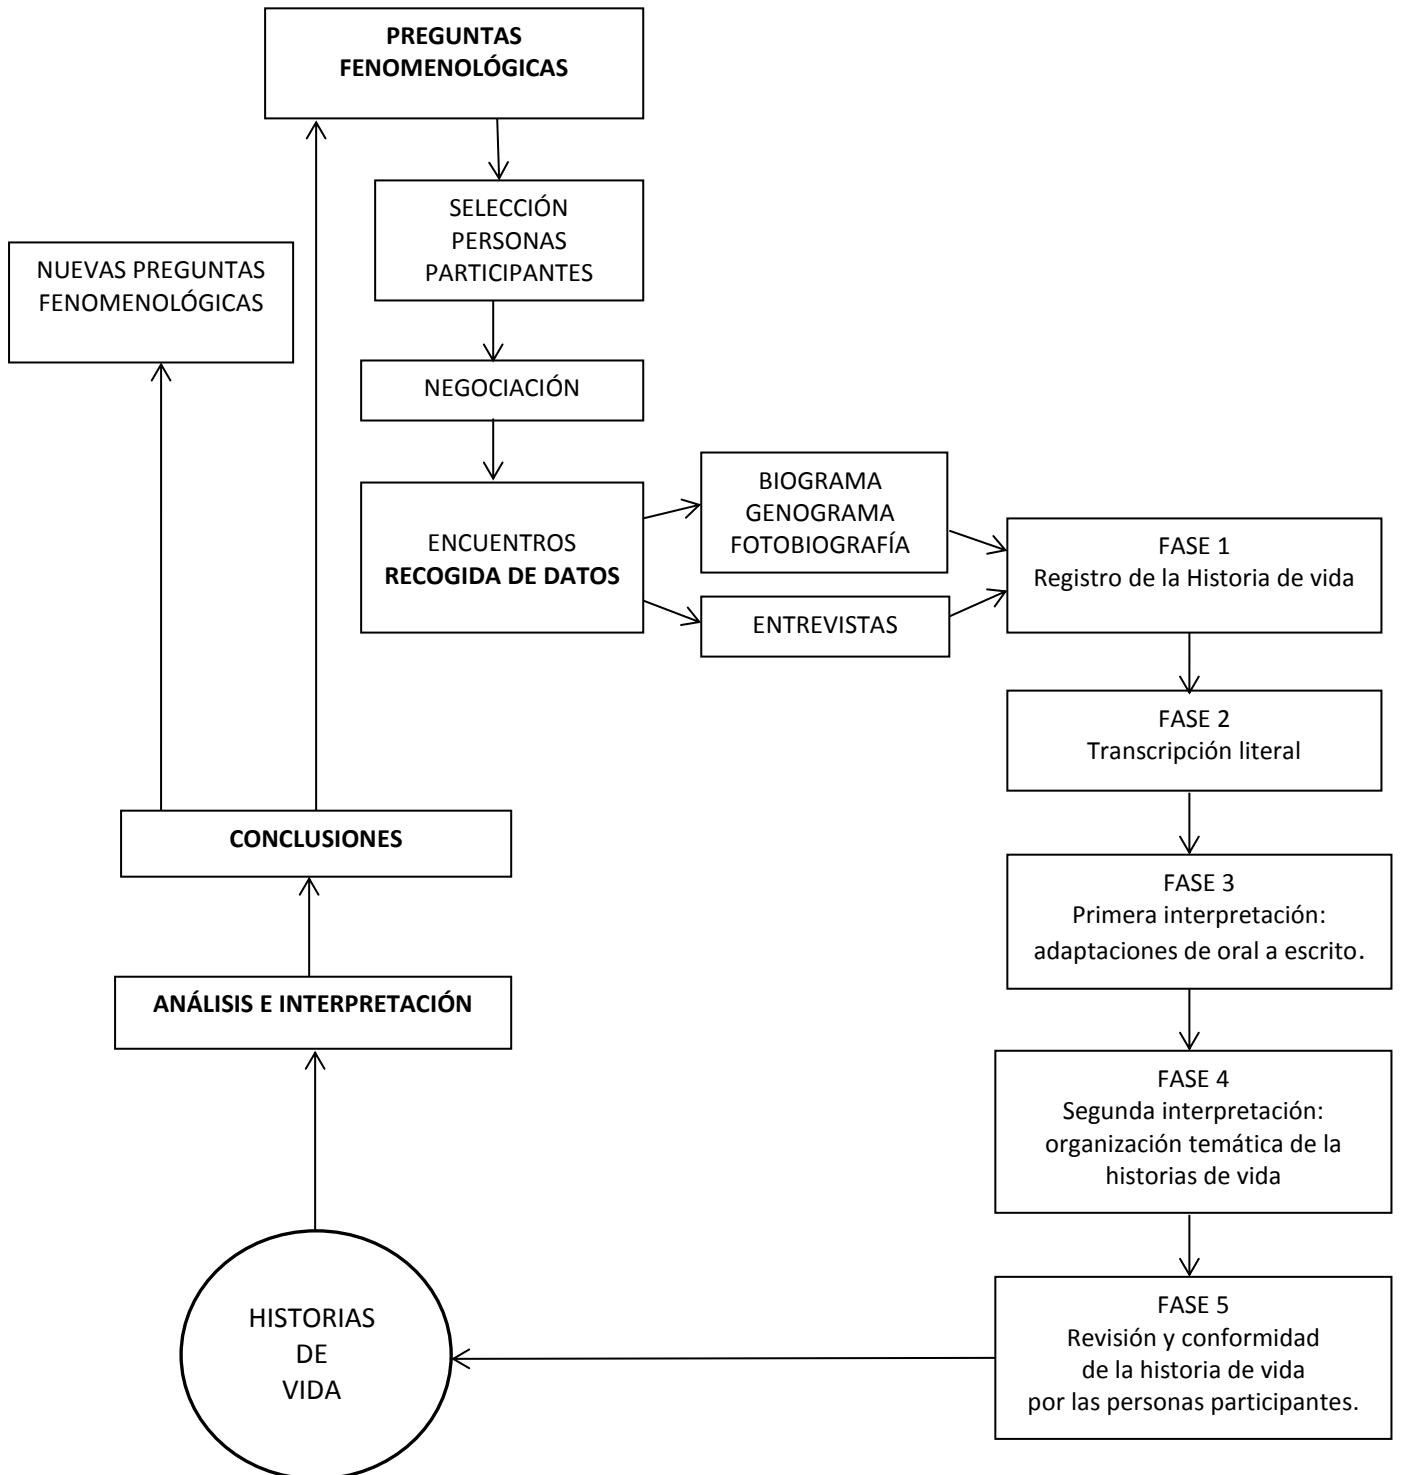 PREGUNTAS
FENOMENOLÓGICAS
SELECCIÓN
PERSONAS
PARTICIPANTES
NUEVAS PREGUNTAS
FENOMENOLÓGICAS
NEGOCIACIÓN
ENCUENTROS
RECOGIDA DE DATOS
BIOGRAMA
GENOGRAMA
FOTOBIOGRAFÍA
ENTREVISTAS
FASE 1
Registro de la Historia de vida
FASE 2
Transcripción literal
FASE 3
Primera interpretación:
adaptaciones de oral a escrito.
FASE 4
Segunda interpretación:
organización temática de la
historias de vida
FASE 5
Revisión y conformidad
de la historia de vida
por las personas participantes.
HISTORIAS
DE
VIDA
ANÁLISIS E INTERPRETACIÓN
CONCLUSIONES